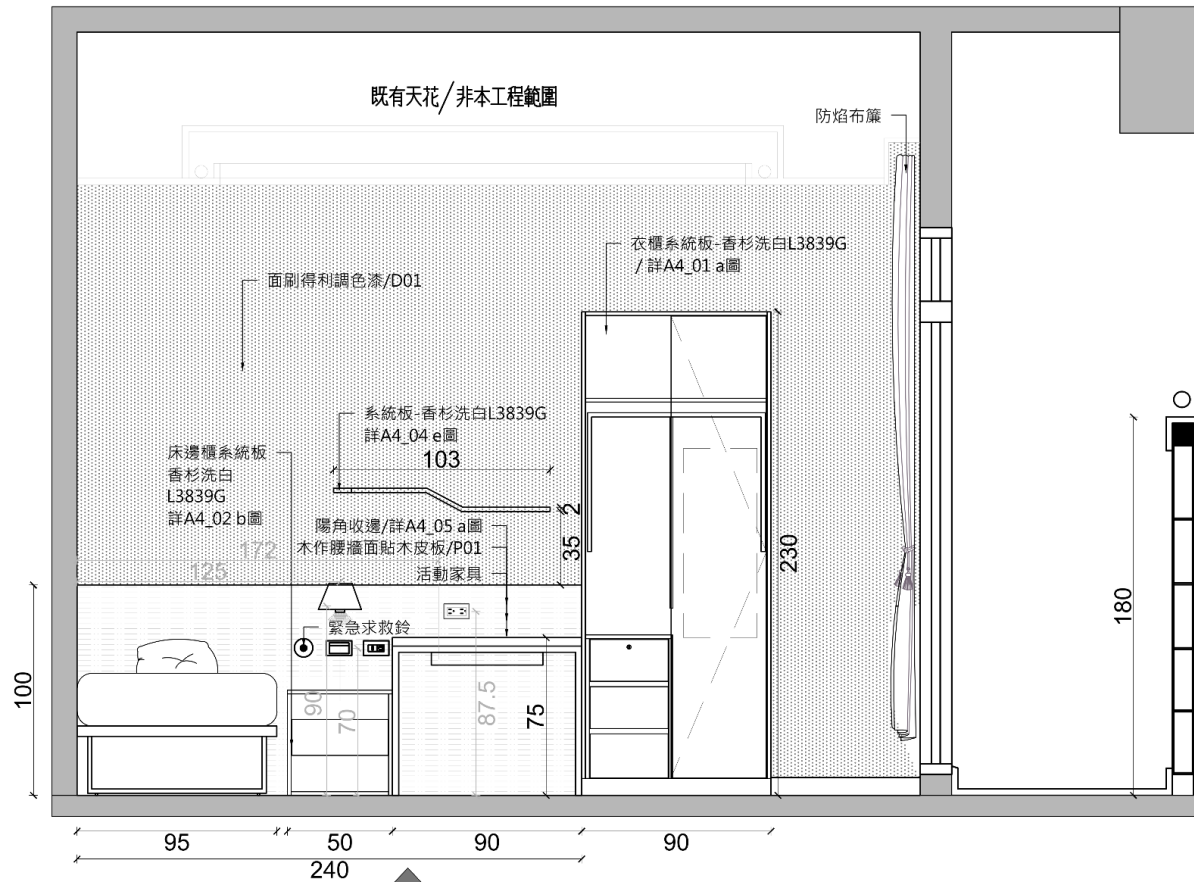 既有天花/非本工程範圍
防焰布簾
衣櫃系統板-香杉洗白L3839G
/ 詳A4_01 a圖
面刷得利調色漆/D01
系統板-香杉洗白L3839G
詳A4_04 e圖
103
床邊櫃系統板
香杉洗白
L3839G
詳A4_02 b圖
2
35
陽角收邊/詳A4_05 a圖
木作腰牆面貼木皮板/P01
活動家具
172
125
230
180
緊急求救鈴
100
90
70
87.5
75
95
50
90
90
240